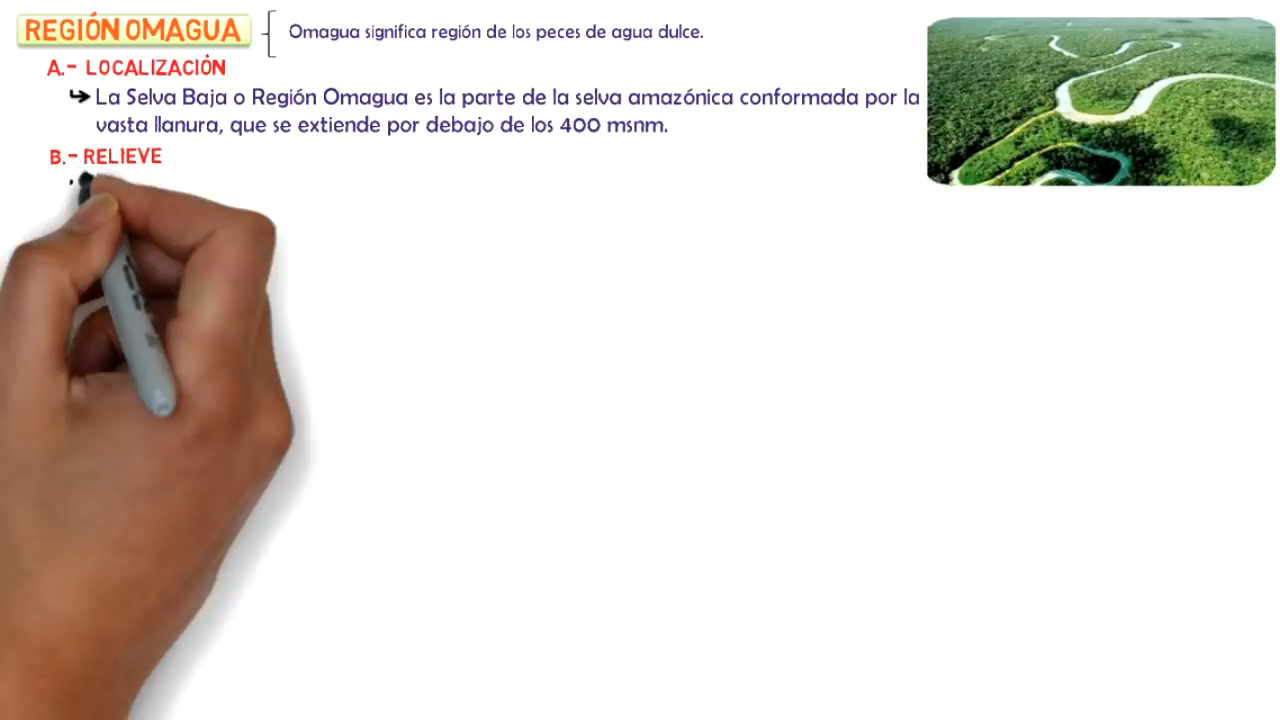 REGIÓN OMAGUA
Omagua significa región de los peces de agua dulce.
A.- LOCALIZACIÓN
La Selva Baja o Región Omagua es la parte de la selva amazónica conformada por la
vasta llanura, que se extiende por debajo de los 400 msnm.
B.- RELIEVE